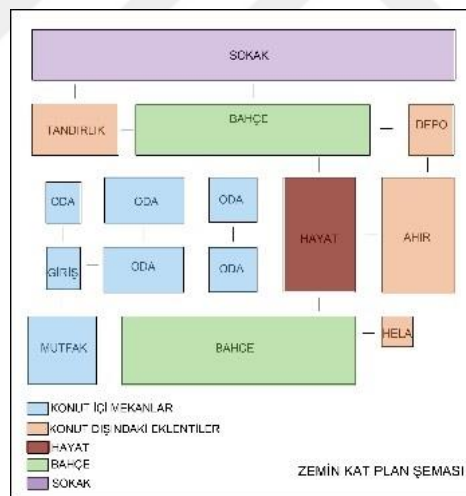 SOKAK
TANDIRLIK
BAHÇE
DEPO
ODA
ODA
ODA
HAYAT
AHIR
GİRİŞ
ODA
ODA
MUTFAK
BAHÇE
HELA
KONUT İÇİ MEKANLAR
KONUT DIŞINDAKİ EKLENTİLER
HAYAT
BAHÇE
SOKAK
ZEMİN KAT PLAN ŞEMASI